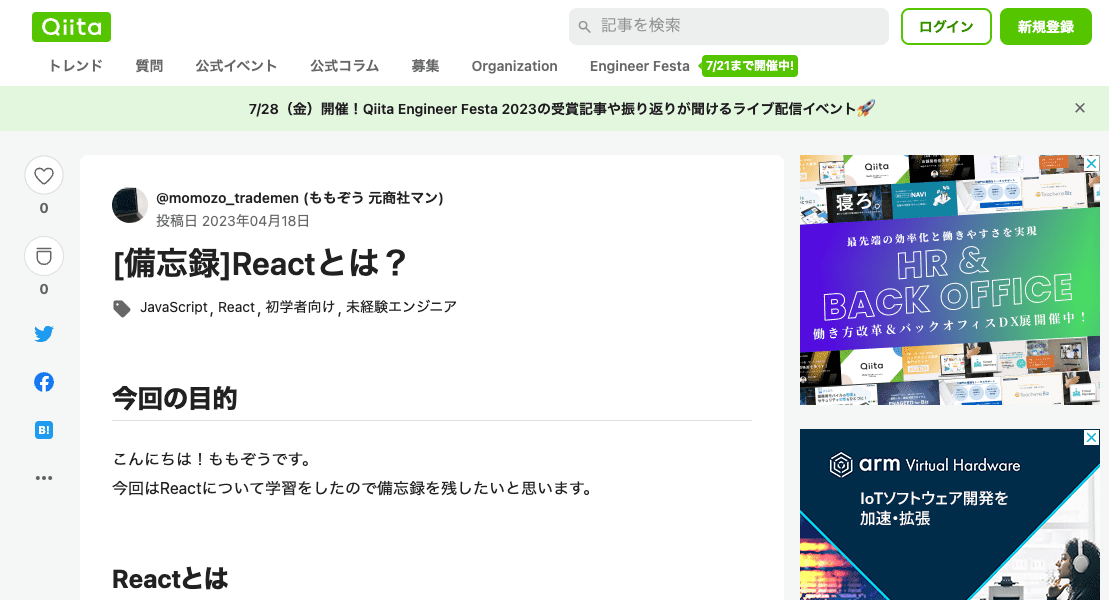 Qiita
記事を検索
ログイン
新規登録
トレンド
質問
公式イベント
公式コラム
募集
Organization
Engineer Festa
7/21まで開催中!
7/28（金）開催！Qiita Engineer Festa 2023の受賞記事や振り返りが聞けるライブ配信イベント🚀
0
0
B!
@momozo_trademen (ももぞう 元商社マン)
投稿日 2023年04月18日
[備忘録]Reactとは？
JavaScript, React, 初学者向け, 未経験エンジニア
今回の目的
こんにちは！ももぞうです。
今回はReactについて学習をしたので備忘録を残したいと思います。
Reactとは
Qiita
寝ろ。
NAVI
最先端の効率化と働きやすさを実現
HR &
BACK OFFICE
働き方改革＆バックオフィスDX展開催中！
Qiita
arm Virtual Hardware
IoTソフトウェア開発を
加速・拡張